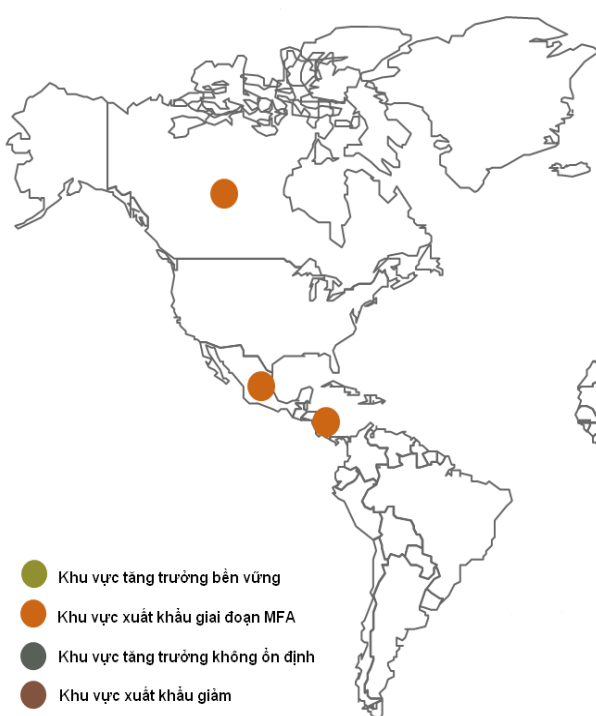 Khu vực tăng trưởng bền vững
Khu vực xuất khẩu giai đoạn MFA
Khu vực tăng trưởng không ổn định
Khu vực xuất khẩu giảm